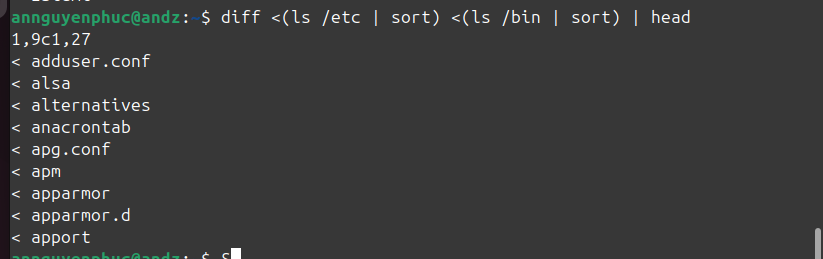 annguyenphuc@andz:~$ diff <(ls /etc | sort) <(ls /bin | sort) | head
1,9c1,27
< adduser.conf
< alsa
< alternatives
< anacrontab
< apg.conf
< apm
< apparmor
< apparmor.d
< apport
annguyenphuc@andz:~$ S